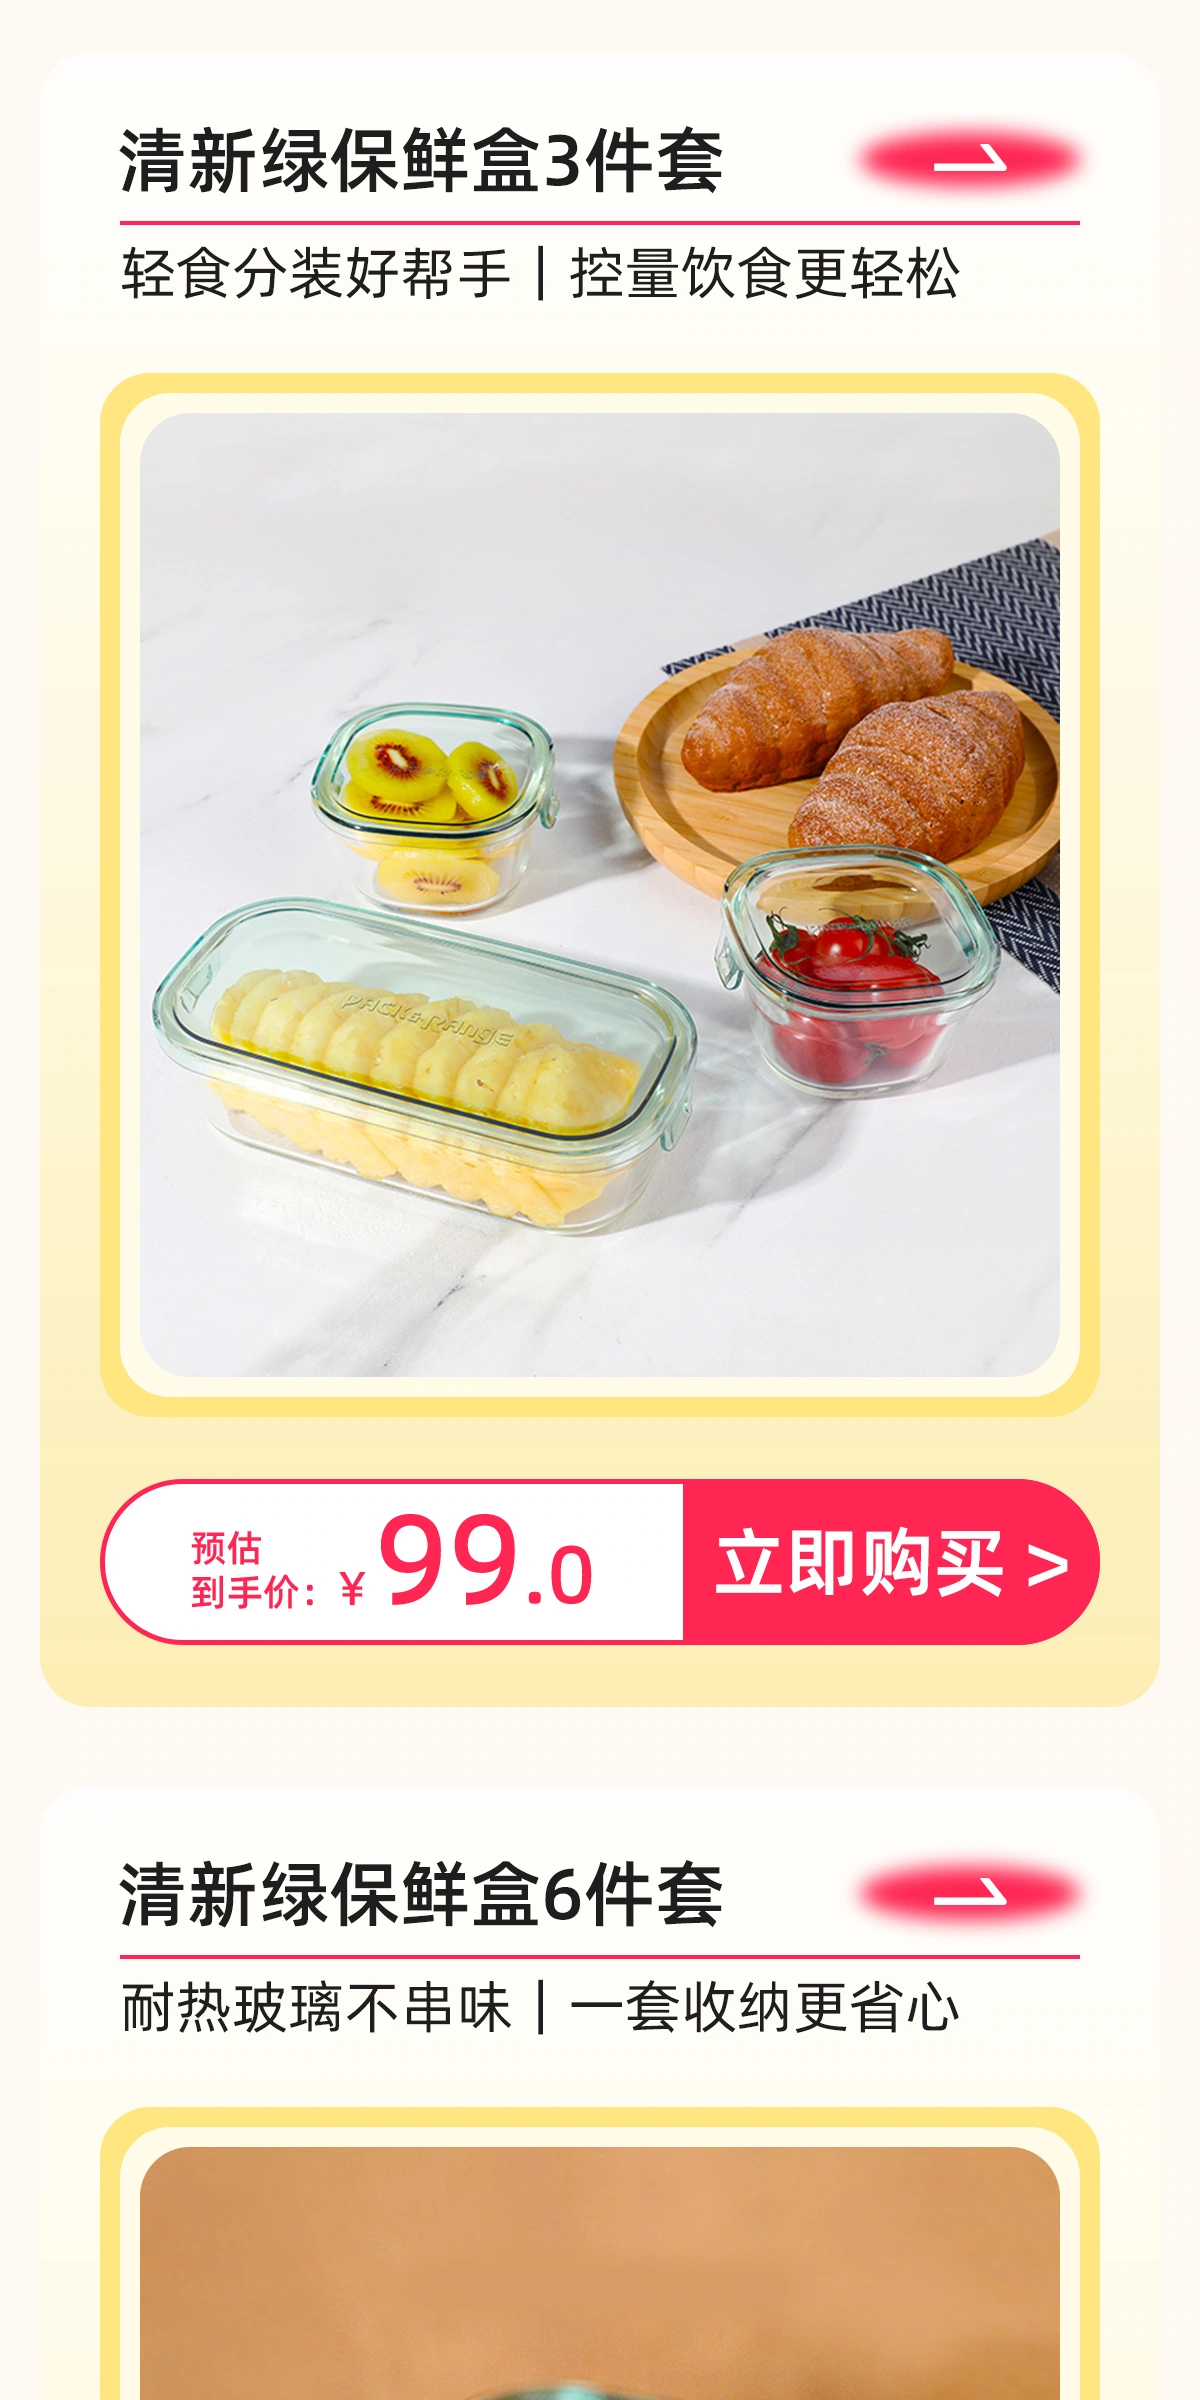 清新绿保鲜盒3件套
轻食分装好帮手｜控量饮食更轻松
PACK&RANGE
预估
到手价：¥99.0
立即购买 >
清新绿保鲜盒6件套
耐热玻璃不串味｜一套收纳更省心